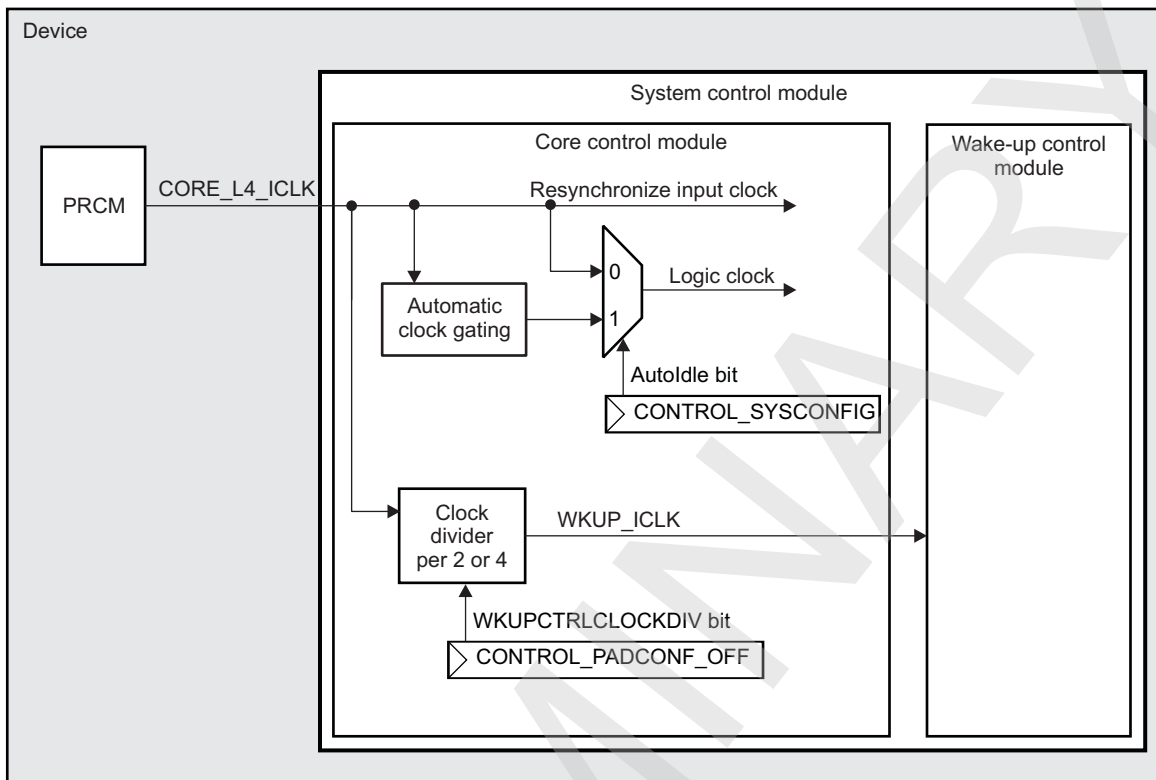 Device
System control module
Core control module
Wake-up control
module
PRCM
CORE_L4_ICLK
Resynchronize input clock
0
Logic clock
Automatic
clock gating
1
AutoIdle bit
CONTROL_SYSCONFIG
Clock
divider
per 2 or 4
WKUP_ICLK
WKUPCTRLCLOCKDIV bit
CONTROL_PADCONF_OFF
MINARY